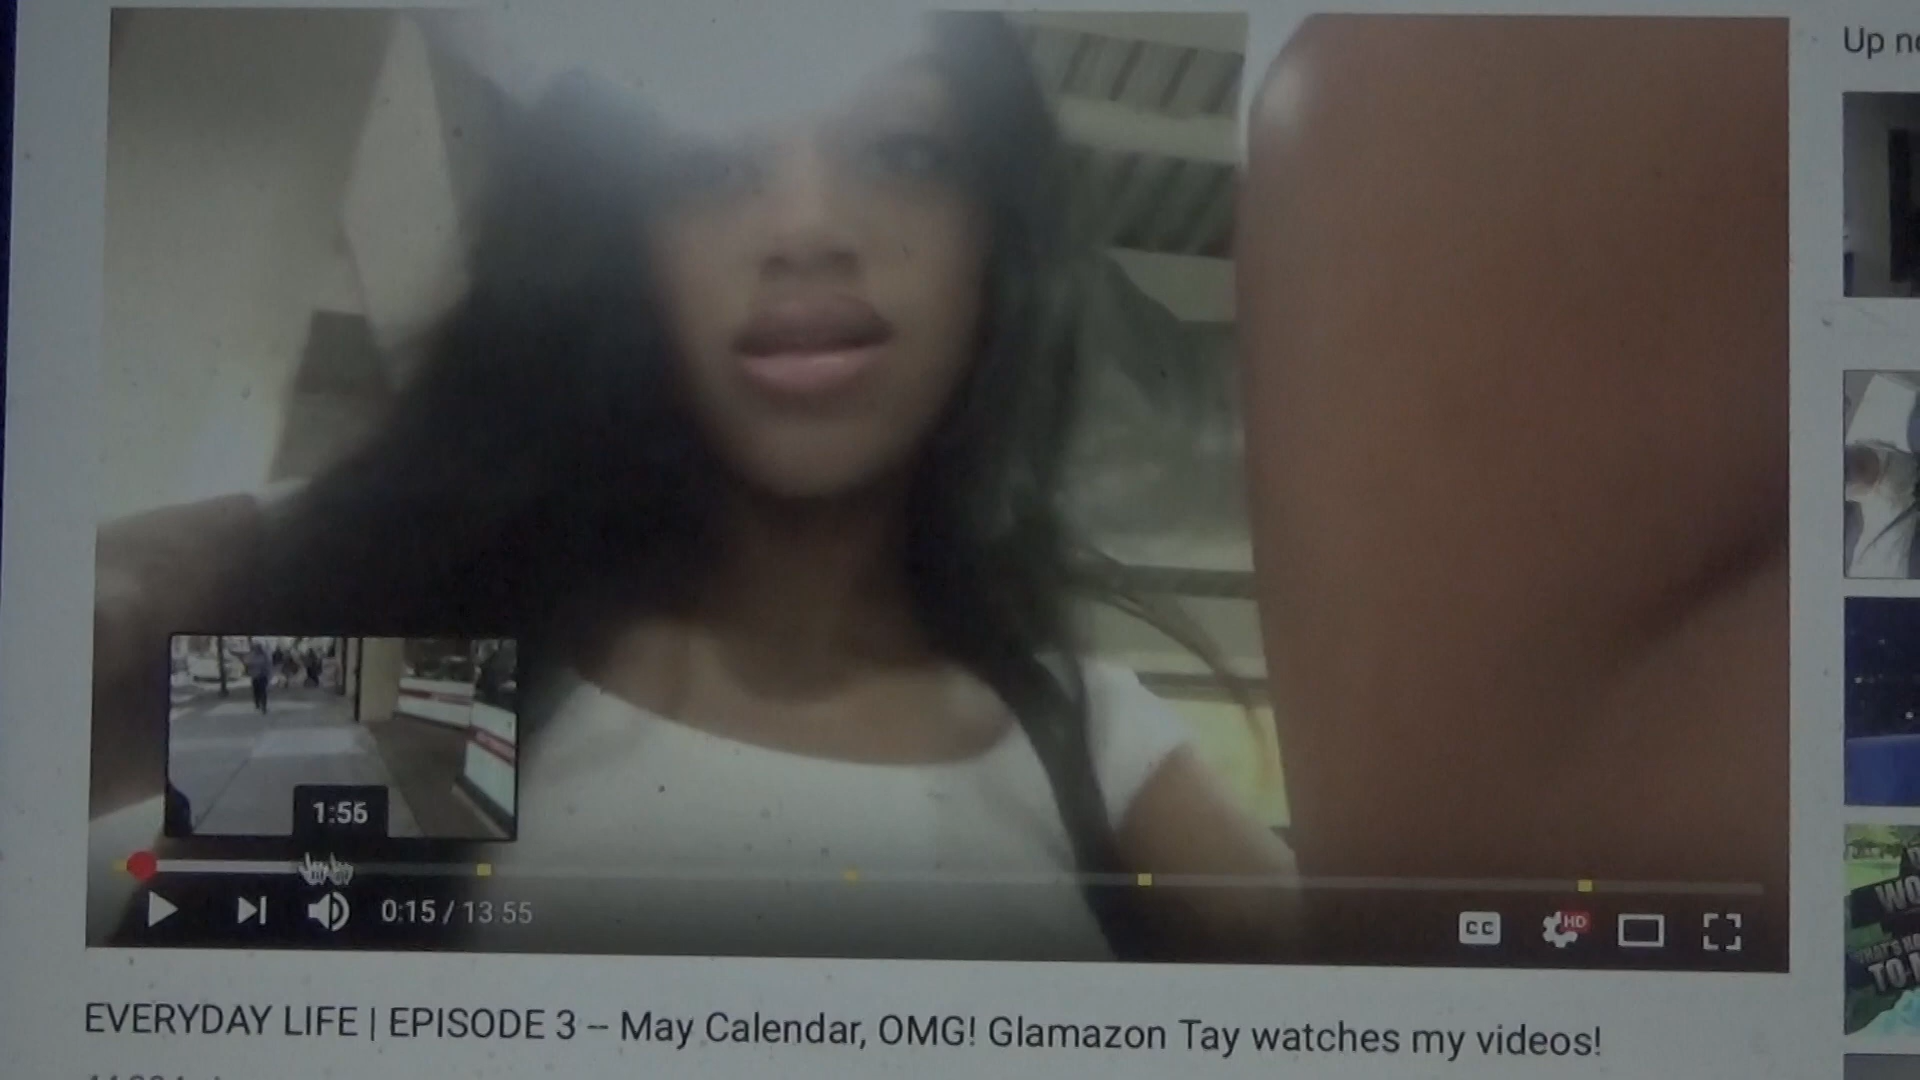 Up
1:56
0:15 / 13:55
CC
HD
EVERYDAY LIFE | EPISODE 3 – May Calendar, OMG! Glamazon Tay watches my videos!